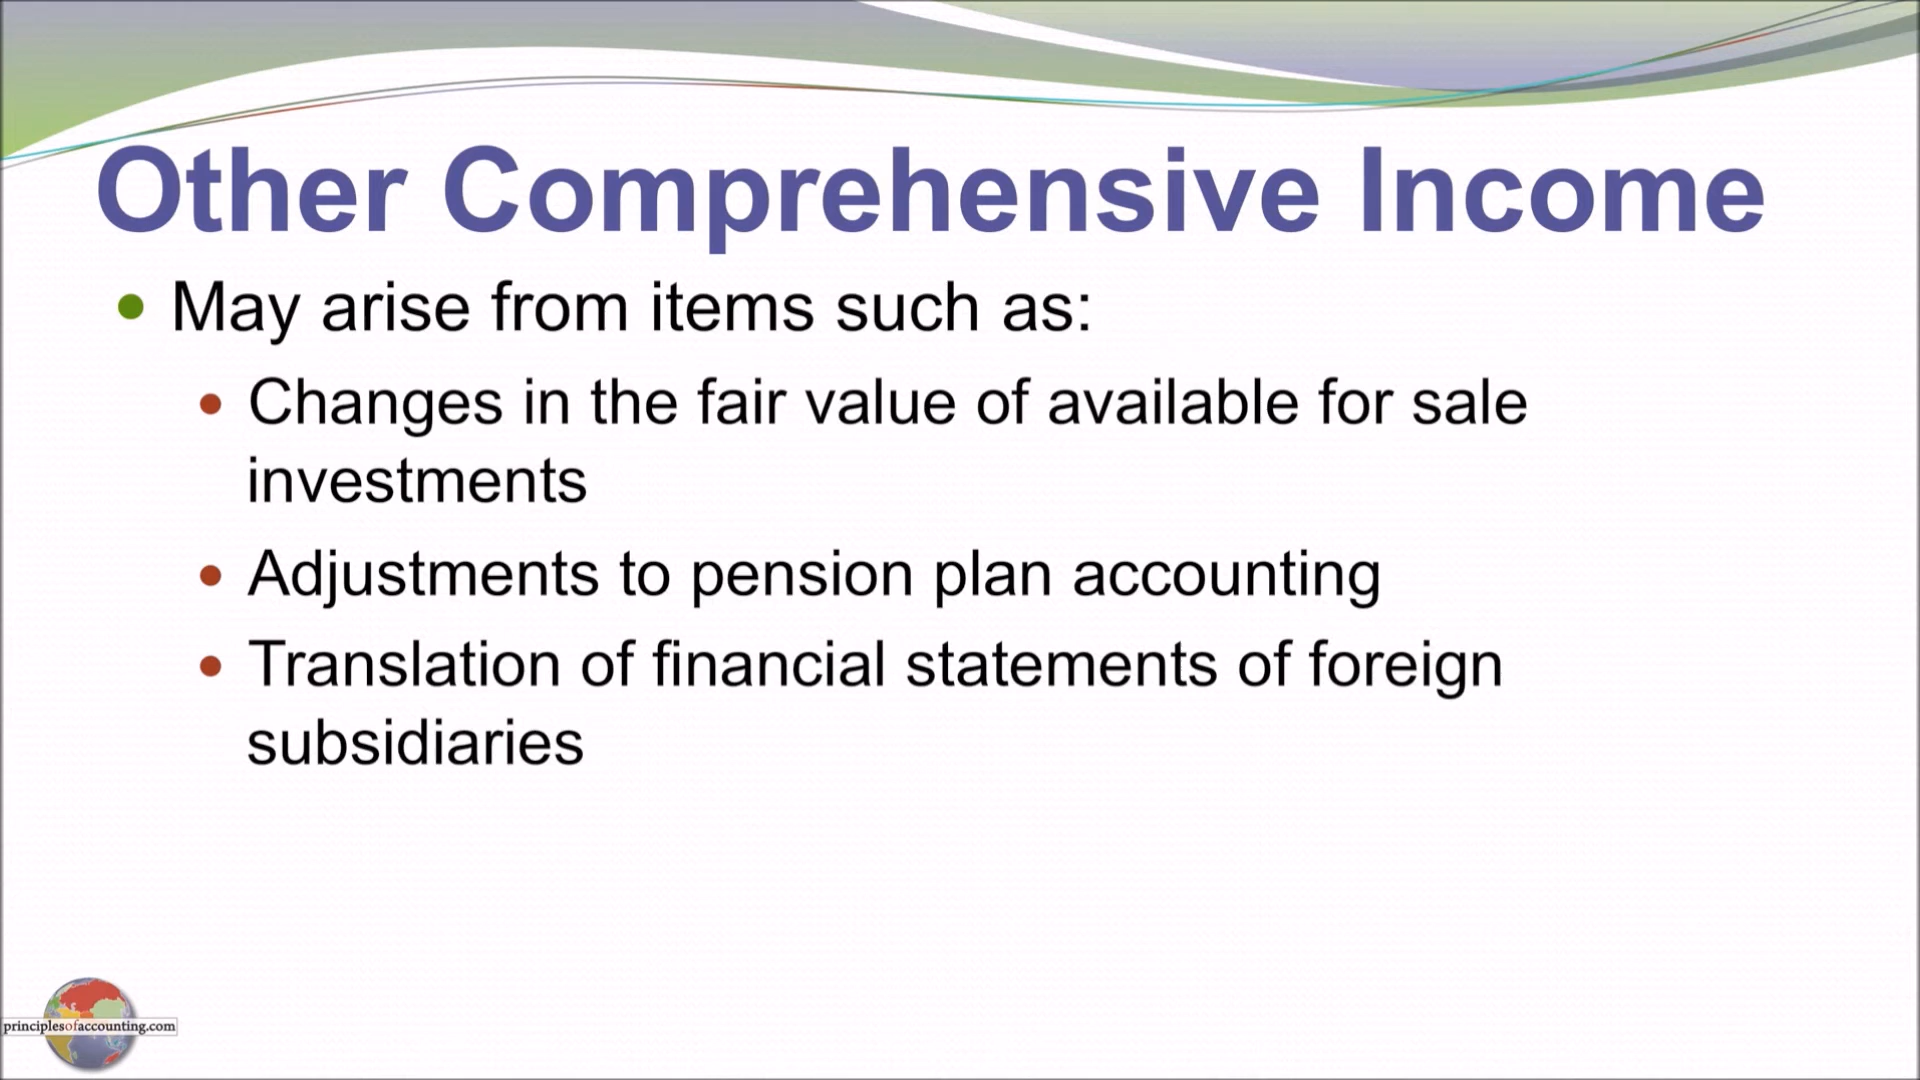 Other Comprehensive Income
May arise from items such as:
Changes in the fair value of available for sale
investments
Adjustments to pension plan accounting
Translation of financial statements of foreign
subsidiaries
principlesofaccounting.com